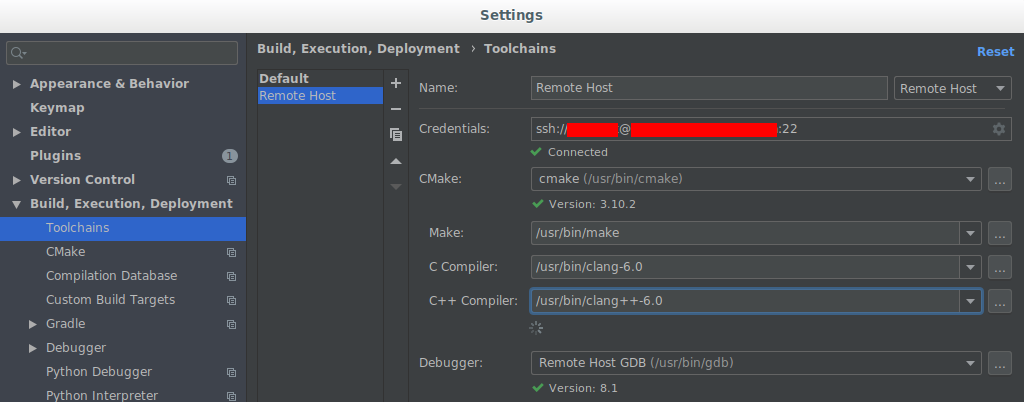 Settings
Build, Execution, Deployment › Toolchains
Reset
Appearance & Behavior
Keymap
Editor
Plugins 1
Version Control
Build, Execution, Deployment
Toolchains
CMake
Compilation Database
Custom Build Targets
Gradle
Debugger
Python Debugger
Python Interpreter
Default
Remote Host
Name: Remote Host Remote Host
Credentials: ssh:// @ :22
Connected
CMake: cmake (/usr/bin/cmake) ...
Version: 3.10.2
Make: /usr/bin/make ...
C Compiler: /usr/bin/clang-6.0 ...
C++ Compiler: /usr/bin/clang++-6.0 ...
Debugger: Remote Host GDB (/usr/bin/gdb) ...
Version: 8.1